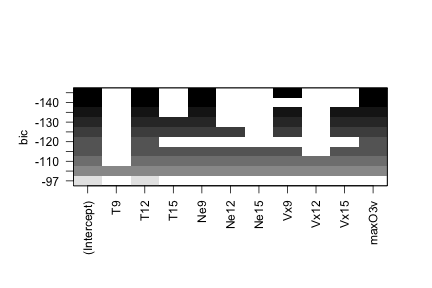 bic
-140
-130
-120
-110
-97
(Intercept)
T9
T12
T15
Ne9
Ne12
Ne15
Vx9
Vx12
Vx15
maxO3v